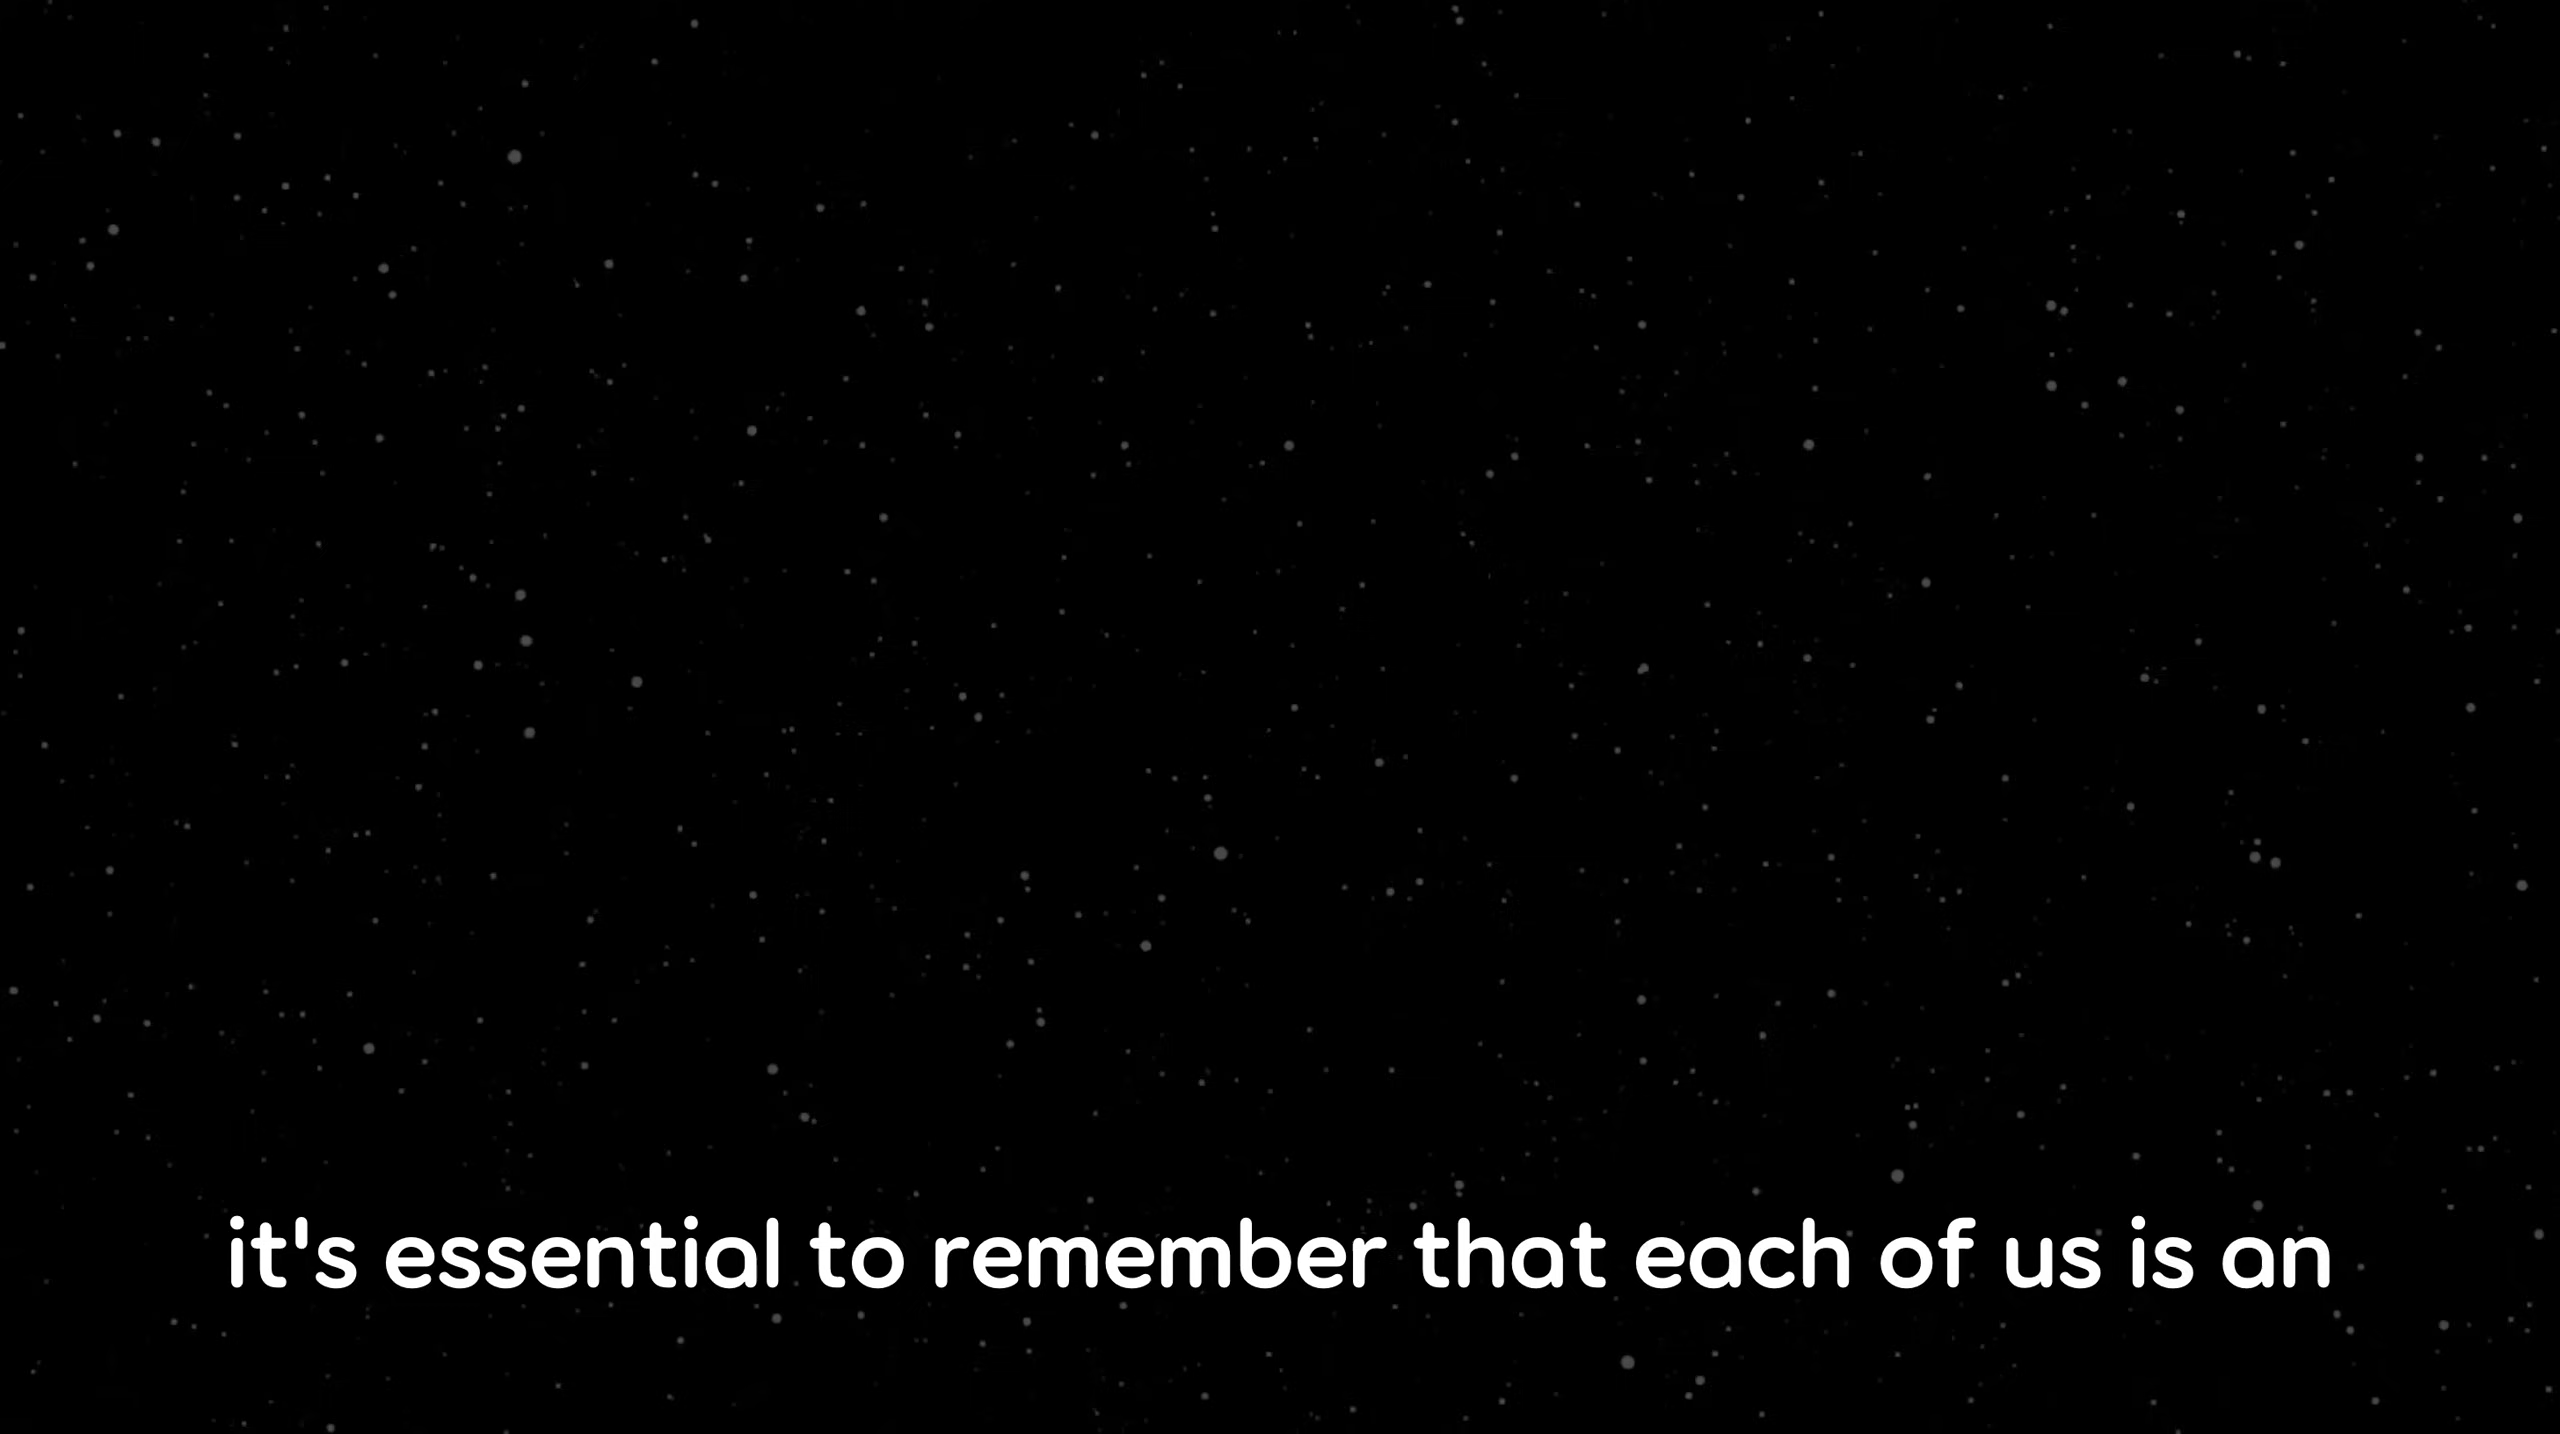 it's essential to remember that each of us is an